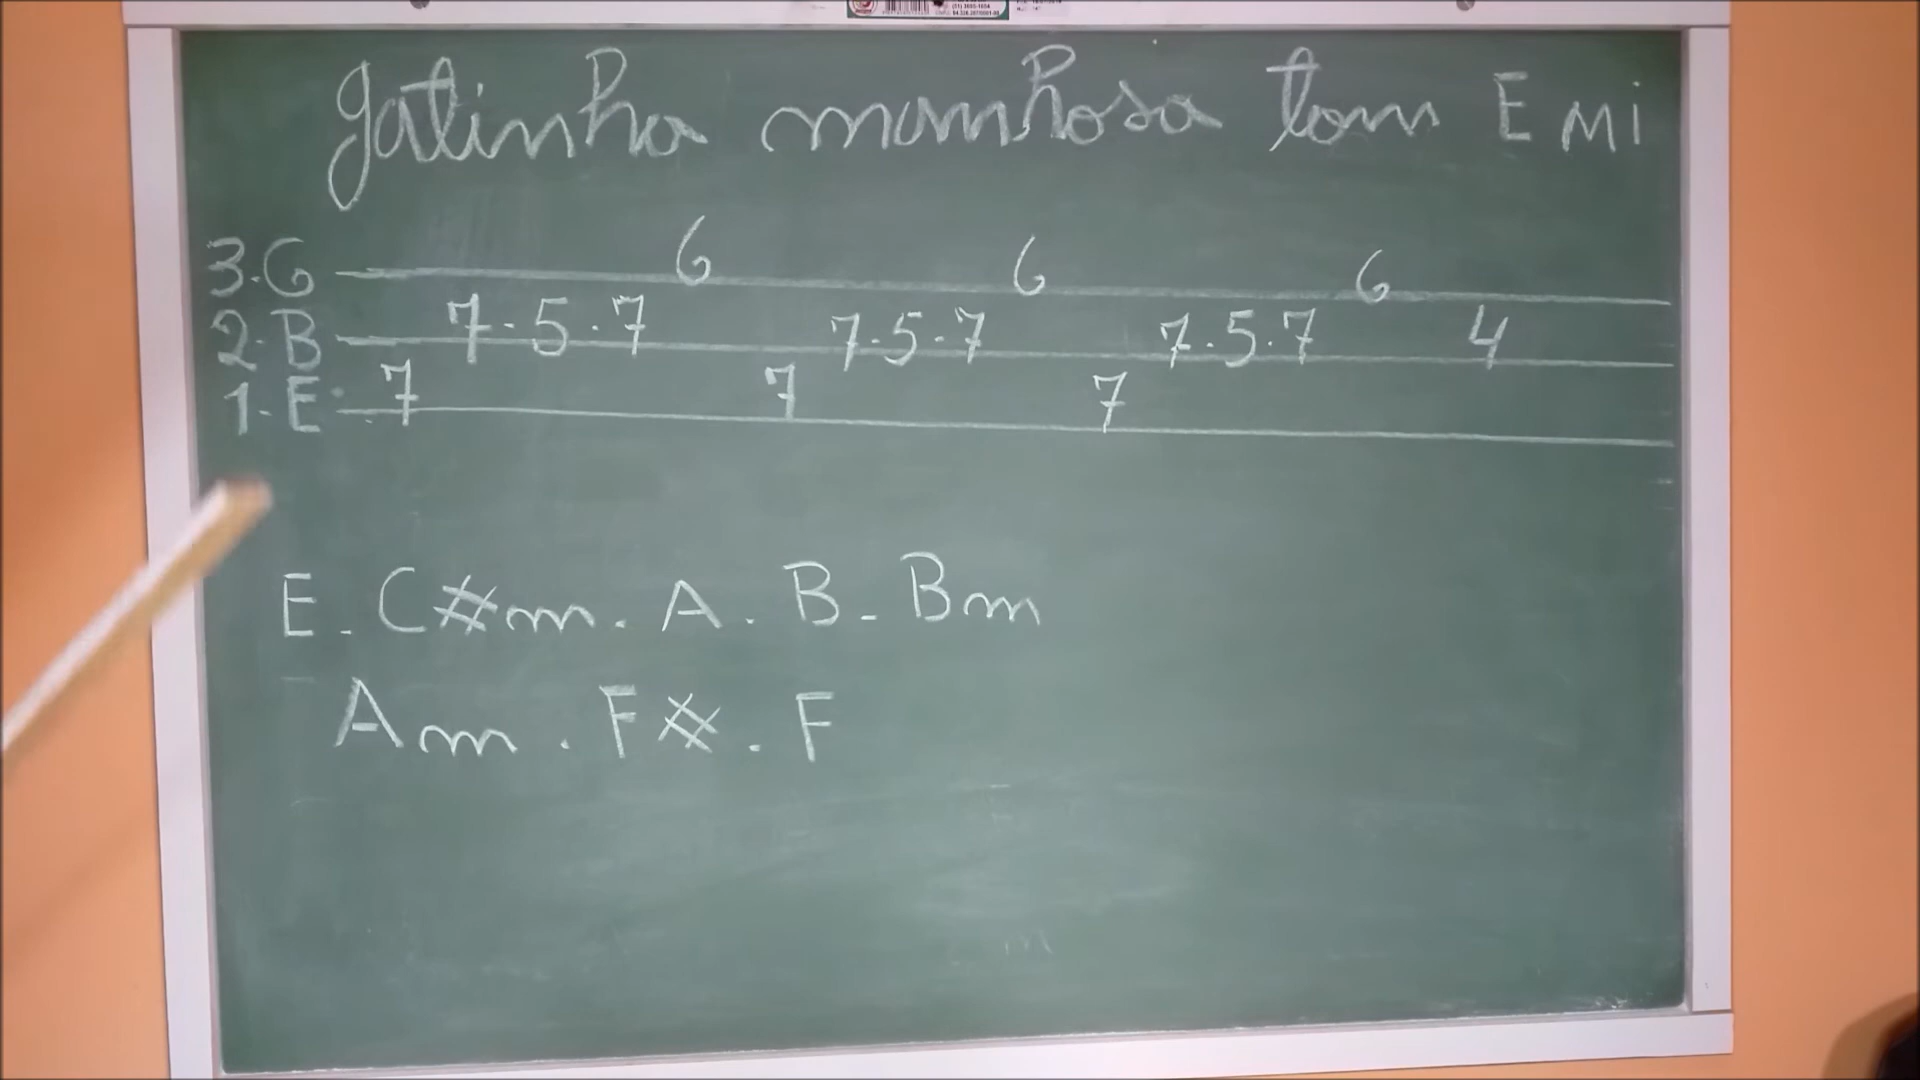 gatinha manhosa tom E Mi
3.G 6 6 6
2.B 7.5.7 7.5.7 7.5.7 4
1-E 7 7 7
E. C#m. A. B. Bm
Am. F#. F